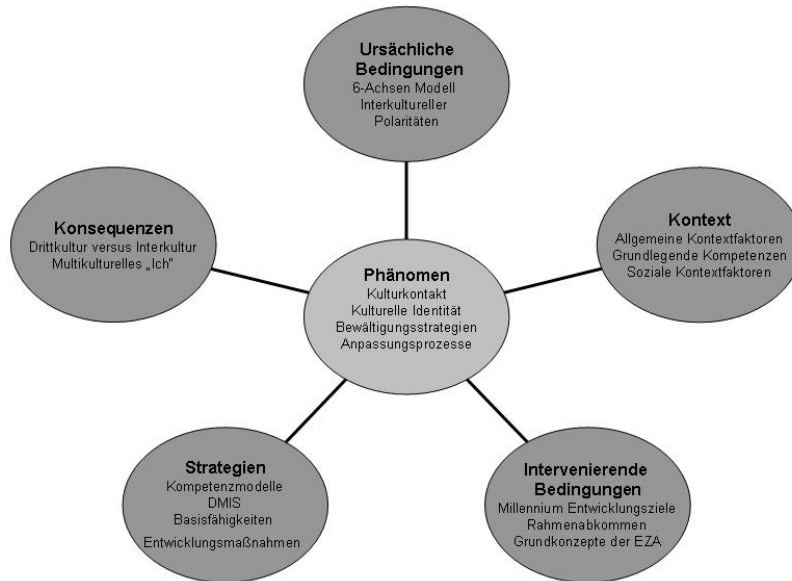 Ursächliche
Bedingungen
6-Achsen Modell
Interkultureller
Polaritäten
Konsequenzen
Drittkultur versus Interkultur
Multikulturelles „Ich"
Kontext
Allgemeine Kontextfaktoren
Grundlegende Kompetenzen
Soziale Kontextfaktoren
Phänomen
Kulturkontakt
Kulturelle Identität
Bewältigungsstrategien
Anpassungsprozesse
Strategien
Kompetenzmodelle
DMIS
Basisfähigkeiten
Entwicklungsmaßnahmen
Intervenierende
Bedingungen
Millennium Entwicklungsziele
Rahmenabkommen
Grundkonzepte der EZA